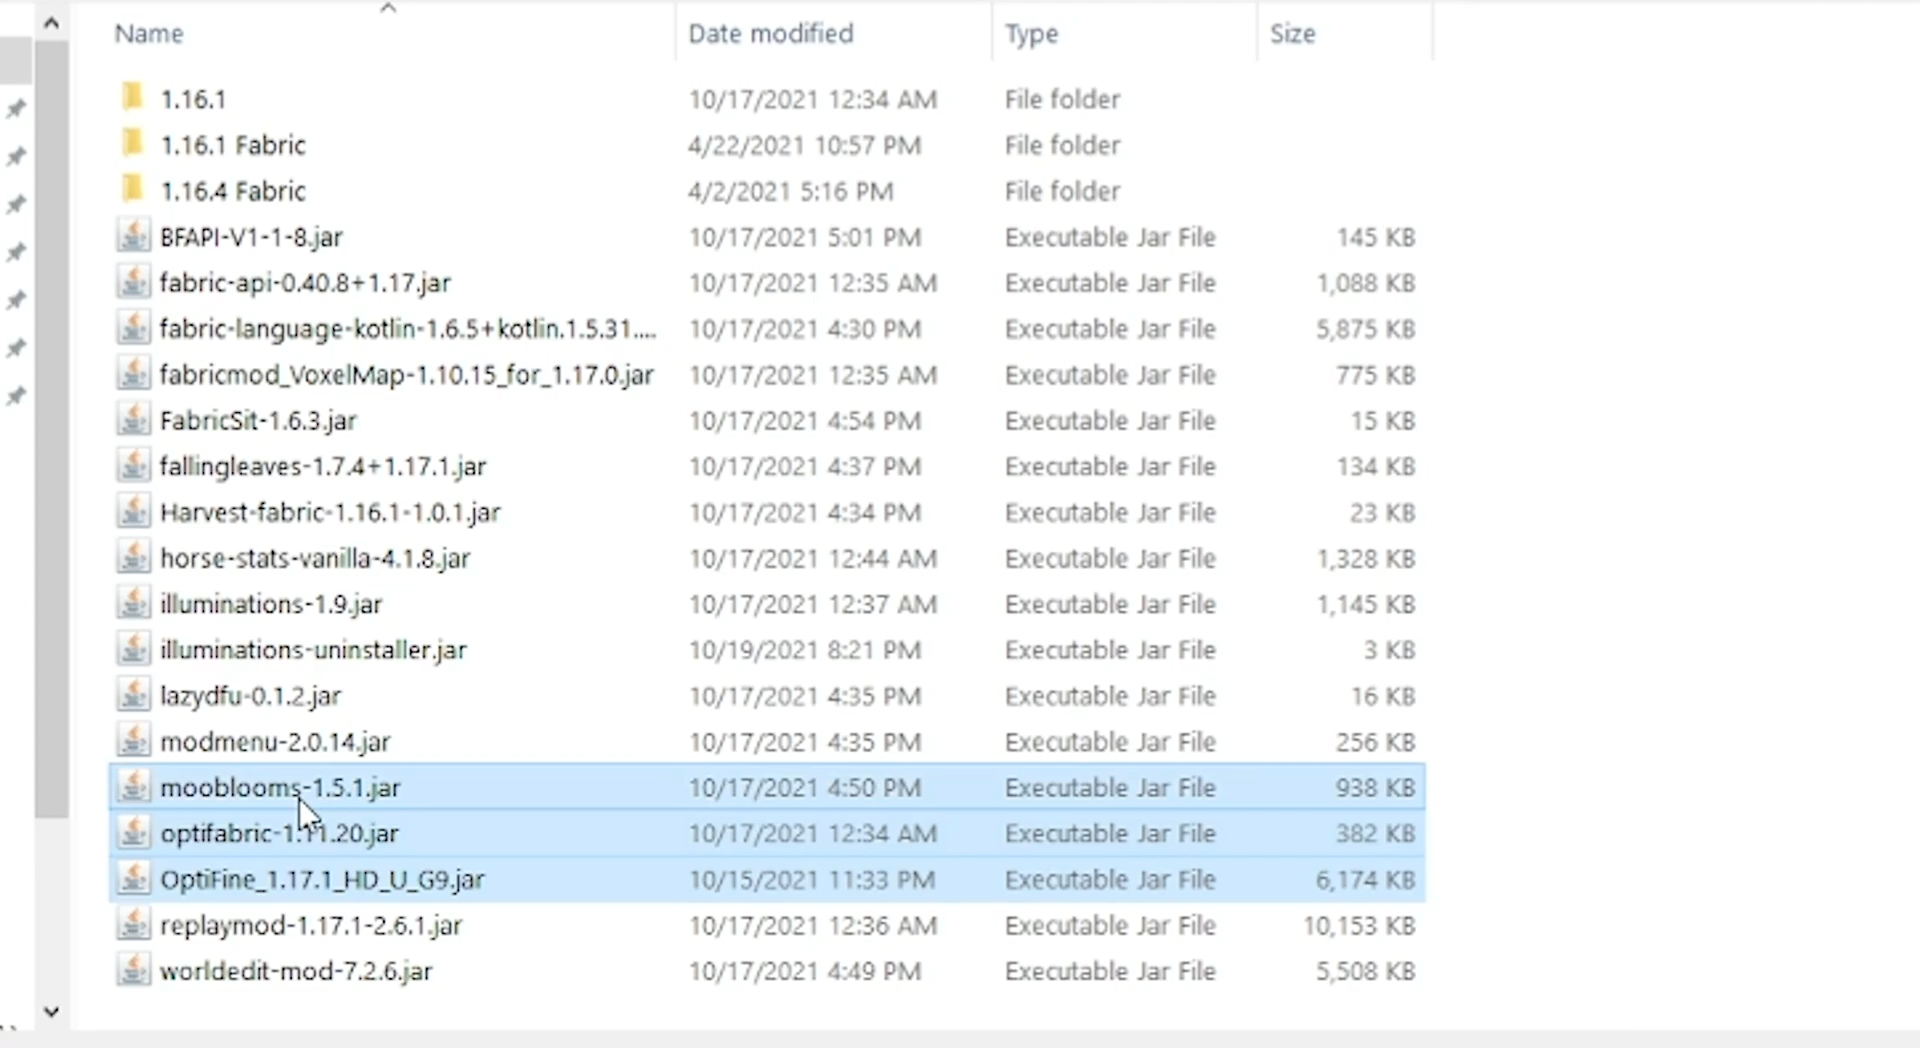 Name Date modified Type Size
1.16.1 10/17/2021 12:34 AM File folder
1.16.1 Fabric 4/22/2021 10:57 PM File folder
1.16.4 Fabric 4/2/2021 5:16 PM File folder
BFAPI-V1-1-8.jar 10/17/2021 5:01 PM Executable Jar File 145 KB
fabric-api-0.40.8+1.17.jar 10/17/2021 12:35 AM Executable Jar File 1,088 KB
fabric-language-kotlin-1.6.5+kotlin.1.5.31.... 10/17/2021 4:30 PM Executable Jar File 5,875 KB
fabricmod_VoxelMap-1.10.15_for_1.17.0.jar 10/17/2021 12:35 AM Executable Jar File 775 KB
FabricSit-1.6.3.jar 10/17/2021 4:54 PM Executable Jar File 15 KB
fallingleaves-1.7.4+1.17.1.jar 10/17/2021 4:37 PM Executable Jar File 134 KB
Harvest-fabric-1.16.1-1.0.1.jar 10/17/2021 4:34 PM Executable Jar File 23 KB
horse-stats-vanilla-4.1.8.jar 10/17/2021 12:44 AM Executable Jar File 1,328 KB
illuminations-1.9.jar 10/17/2021 12:37 AM Executable Jar File 1,145 KB
illuminations-uninstaller.jar 10/19/2021 8:21 PM Executable Jar File 3 KB
lazydfu-0.1.2.jar 10/17/2021 4:35 PM Executable Jar File 16 KB
modmenu-2.0.14.jar 10/17/2021 4:35 PM Executable Jar File 256 KB
mooblooms-1.5.1.jar 10/17/2021 4:50 PM Executable Jar File 938 KB
optifabric-1.11.20.jar 10/17/2021 12:34 AM Executable Jar File 382 KB
OptiFine_1.17.1_HD_U_G9.jar 10/15/2021 11:33 PM Executable Jar File 6,174 KB
replaymod-1.17.1-2.6.1.jar 10/17/2021 12:36 AM Executable Jar File 10,153 KB
worldedit-mod-7.2.6.jar 10/17/2021 4:49 PM Executable Jar File 5,508 KB